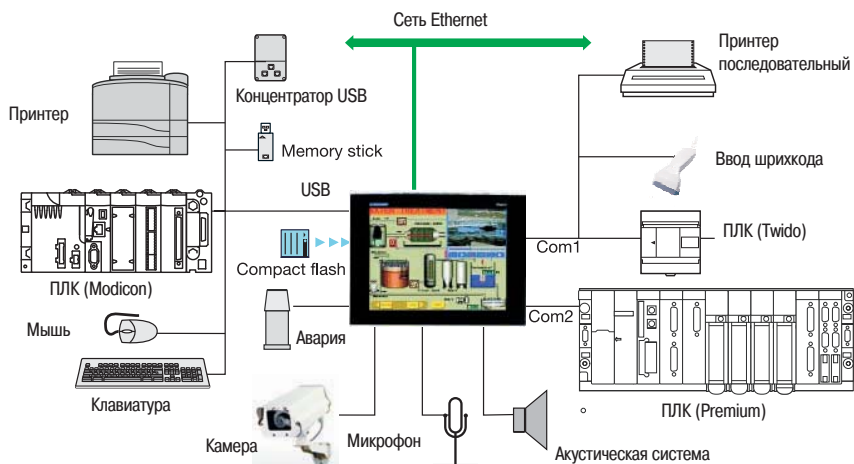 Сеть Ethernet
Принтер
последовательный
Концентратор USB
Принтер
Memory stick
Ввод шрихкода
USB
ПЛК (Twido)
Com1
Compact flash
ПЛК (Modicon)
Com2
Мышь
Авария
Клавиатура
ПЛК (Premium)
Камера
Микрофон
Акустическая система